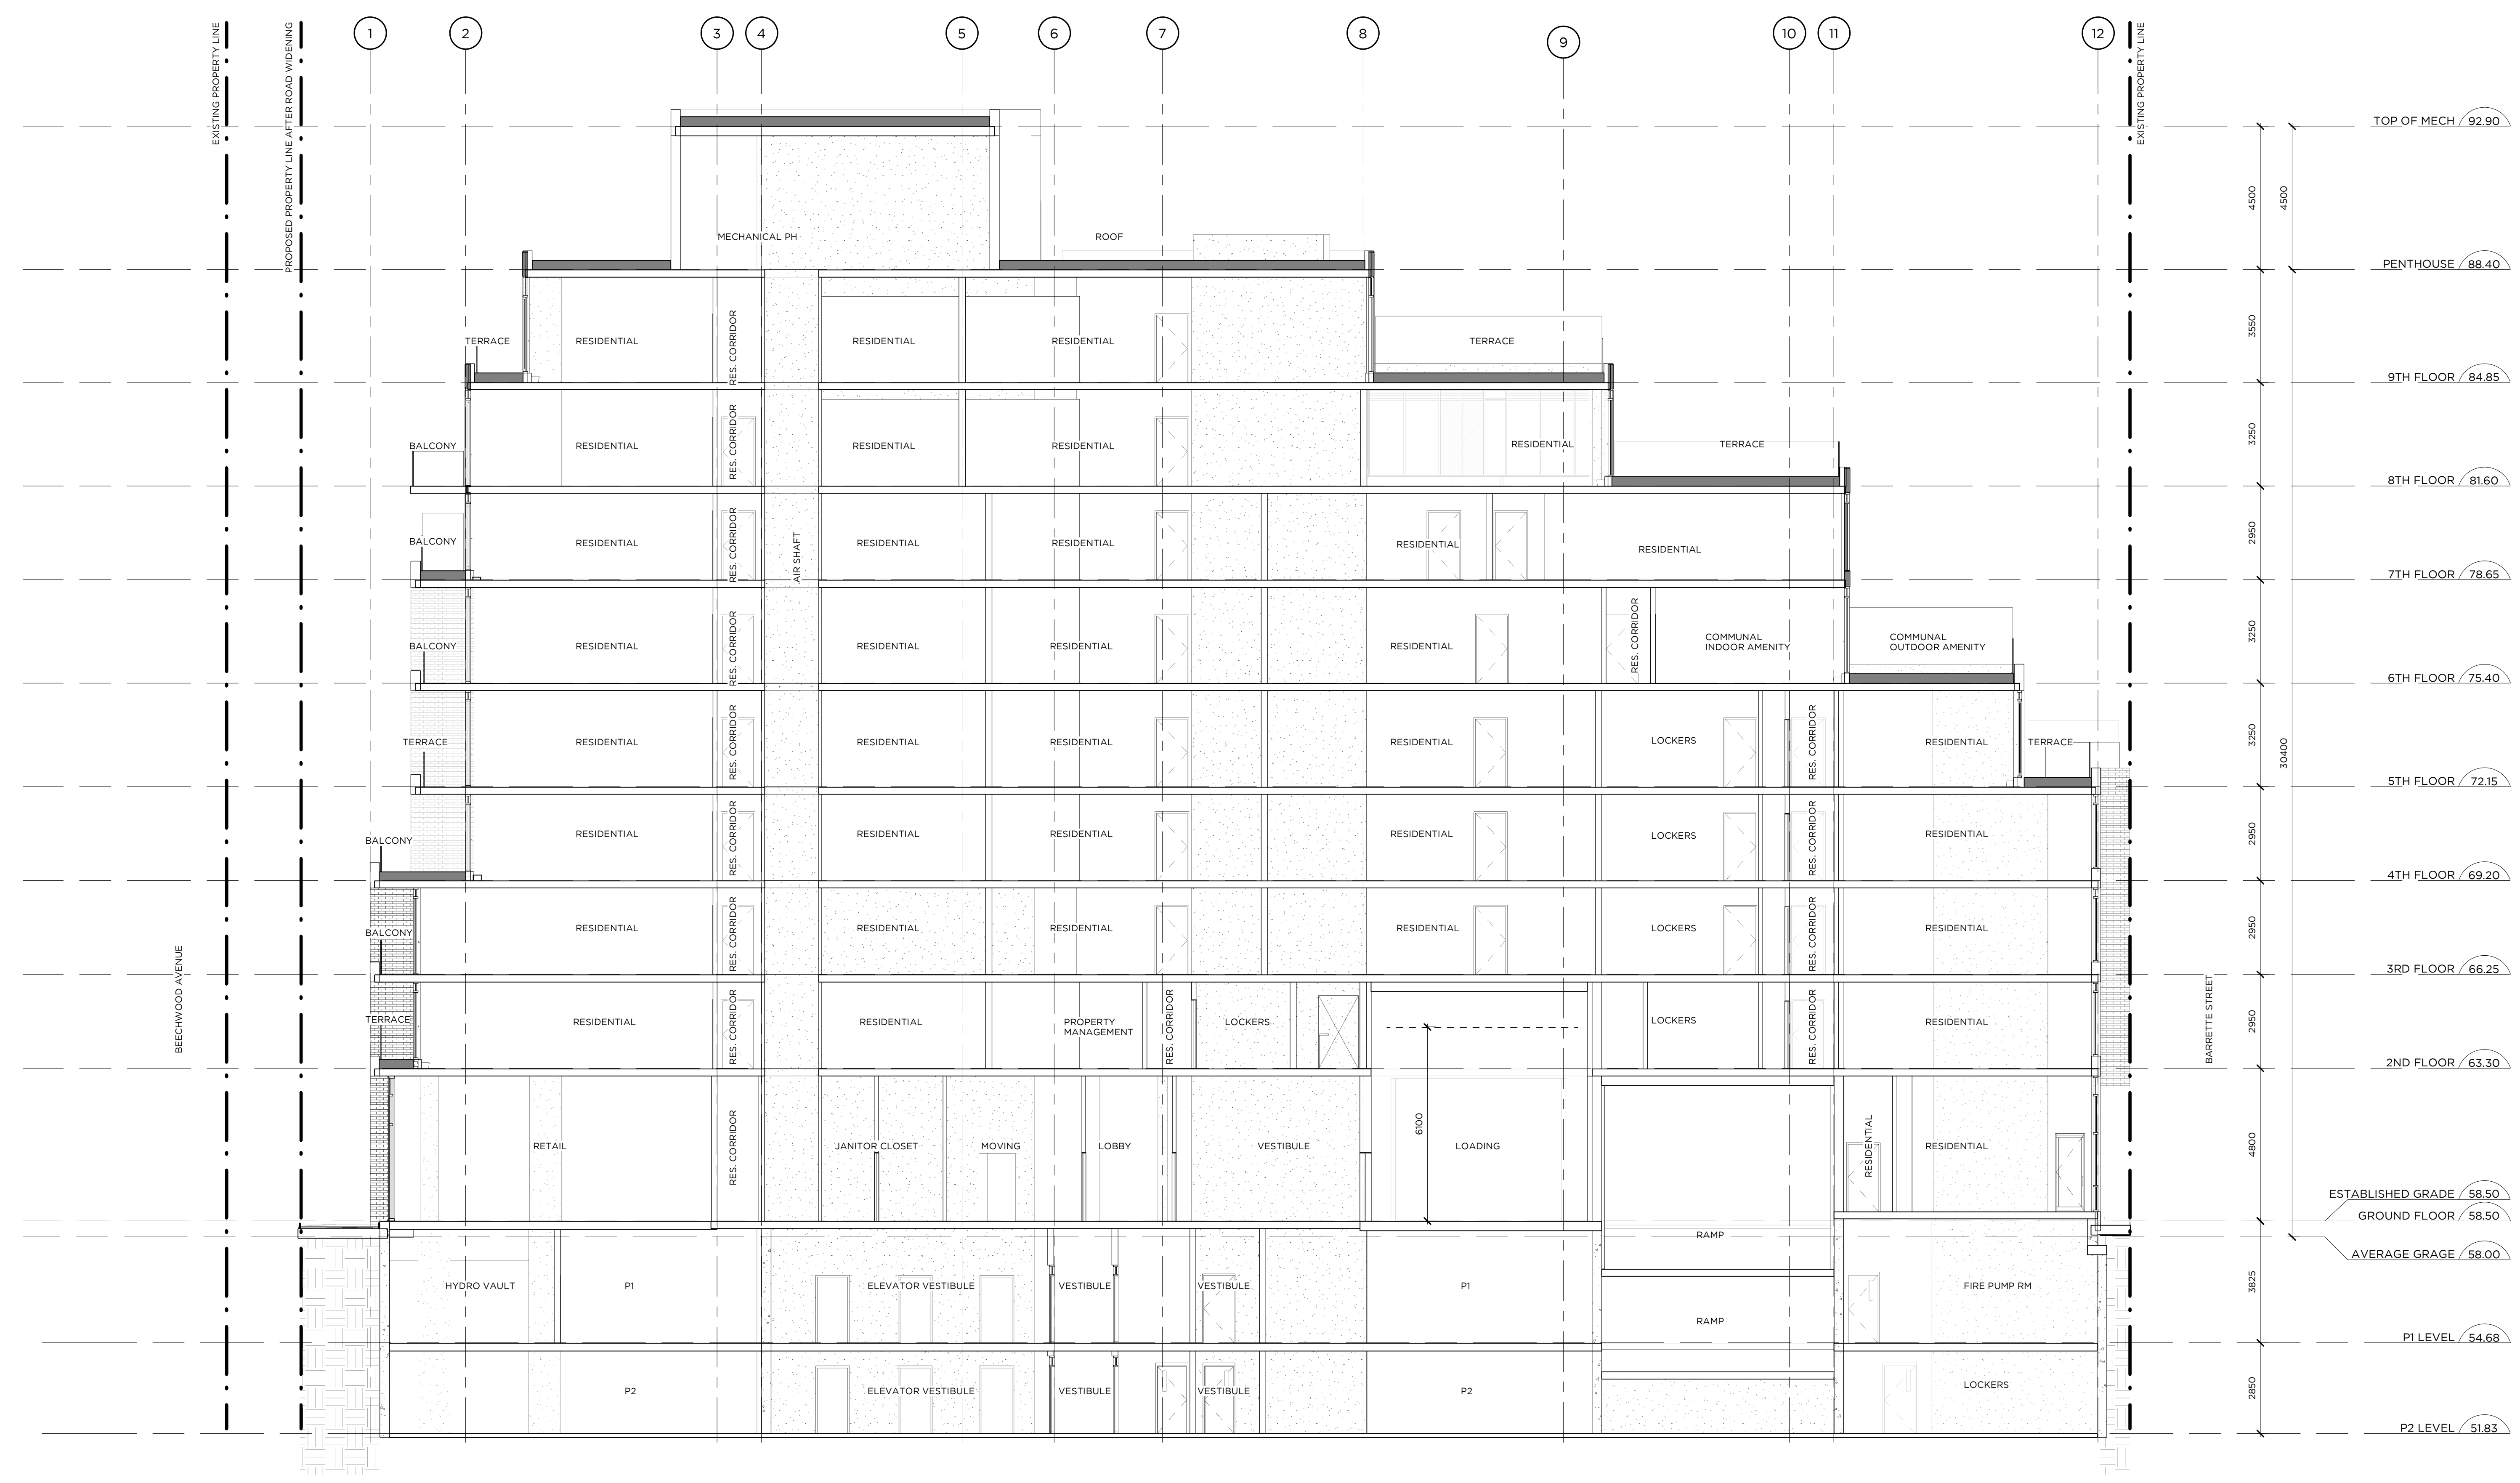 1
2
3
4
5
6
7
8
9
10
11
12
EXISTING PROPERTY LINE
PROPOSED PROPERTY LINE AFTER ROAD WIDENING
EXISTING PROPERTY LINE
TOP OF MECH 92.90
4500
4500
MECHANICAL PH
ROOF
PENTHOUSE 88.40
TERRACE
RESIDENTIAL
RES. CORRIDOR
RESIDENTIAL
RESIDENTIAL
TERRACE
3550
9TH FLOOR 84.85
BALCONY
RESIDENTIAL
RES. CORRIDOR
RESIDENTIAL
RESIDENTIAL
RESIDENTIAL
TERRACE
3250
8TH FLOOR 81.60
BALCONY
RESIDENTIAL
RES. CORRIDOR
AIR SHAFT
RESIDENTIAL
RESIDENTIAL
RESIDENTIAL
RESIDENTIAL
2950
7TH FLOOR 78.65
BALCONY
RESIDENTIAL
RES. CORRIDOR
RESIDENTIAL
RESIDENTIAL
RESIDENTIAL
RES. CORRIDOR
COMMUNAL
INDOOR AMENITY
COMMUNAL
OUTDOOR AMENITY
3250
6TH FLOOR 75.40
TERRACE
RESIDENTIAL
RES. CORRIDOR
RESIDENTIAL
RESIDENTIAL
RESIDENTIAL
LOCKERS
RES. CORRIDOR
RESIDENTIAL
TERRACE
3250
30400
5TH FLOOR 72.15
BALCONY
RESIDENTIAL
RES. CORRIDOR
RESIDENTIAL
RESIDENTIAL
RESIDENTIAL
LOCKERS
RES. CORRIDOR
RESIDENTIAL
2950
4TH FLOOR 69.20
BALCONY
RESIDENTIAL
RES. CORRIDOR
RESIDENTIAL
RESIDENTIAL
RESIDENTIAL
LOCKERS
RES. CORRIDOR
RESIDENTIAL
2950
3RD FLOOR 66.25
BEECHWOOD AVENUE
TERRACE
RESIDENTIAL
RES. CORRIDOR
RESIDENTIAL
PROPERTY
MANAGEMENT
RES. CORRIDOR
LOCKERS
LOCKERS
RES. CORRIDOR
RESIDENTIAL
BARRETTE STREET
2950
2ND FLOOR 63.30
RETAIL
RES. CORRIDOR
JANITOR CLOSET
MOVING
LOBBY
VESTIBULE
6100
LOADING
RESIDENTIAL
RESIDENTIAL
4800
ESTABLISHED GRADE 58.50
GROUND FLOOR 58.50
AVERAGE GRAGE 58.00
RAMP
HYDRO VAULT
P1
ELEVATOR VESTIBULE
VESTIBULE
VESTIBULE
P1
RAMP
FIRE PUMP RM
3825
P1 LEVEL 54.68
P2
ELEVATOR VESTIBULE
VESTIBULE
VESTIBULE
P2
LOCKERS
2850
P2 LEVEL 51.83